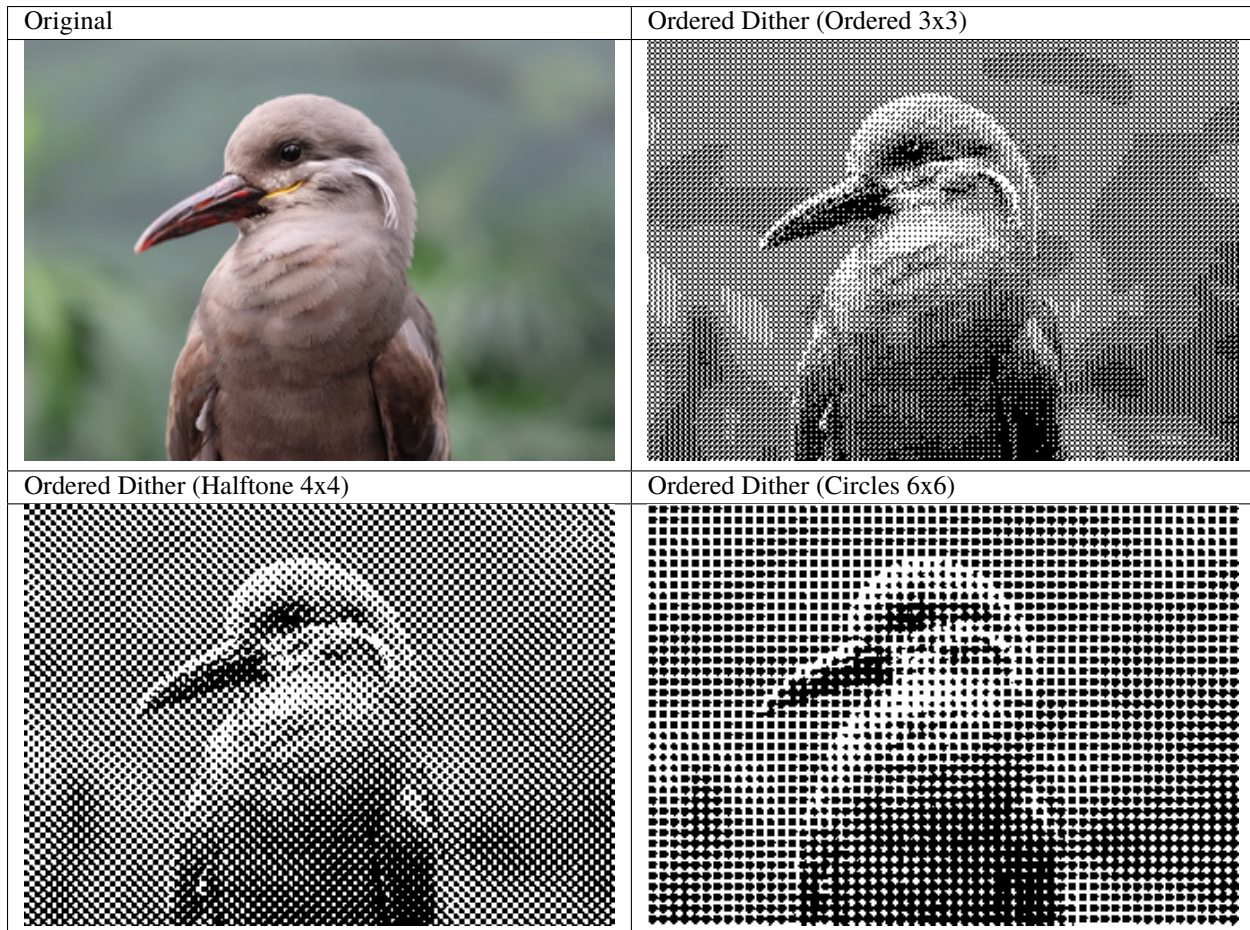 Original
Ordered Dither (Ordered 3x3)
Ordered Dither (Halftone 4x4)
Ordered Dither (Circles 6x6)